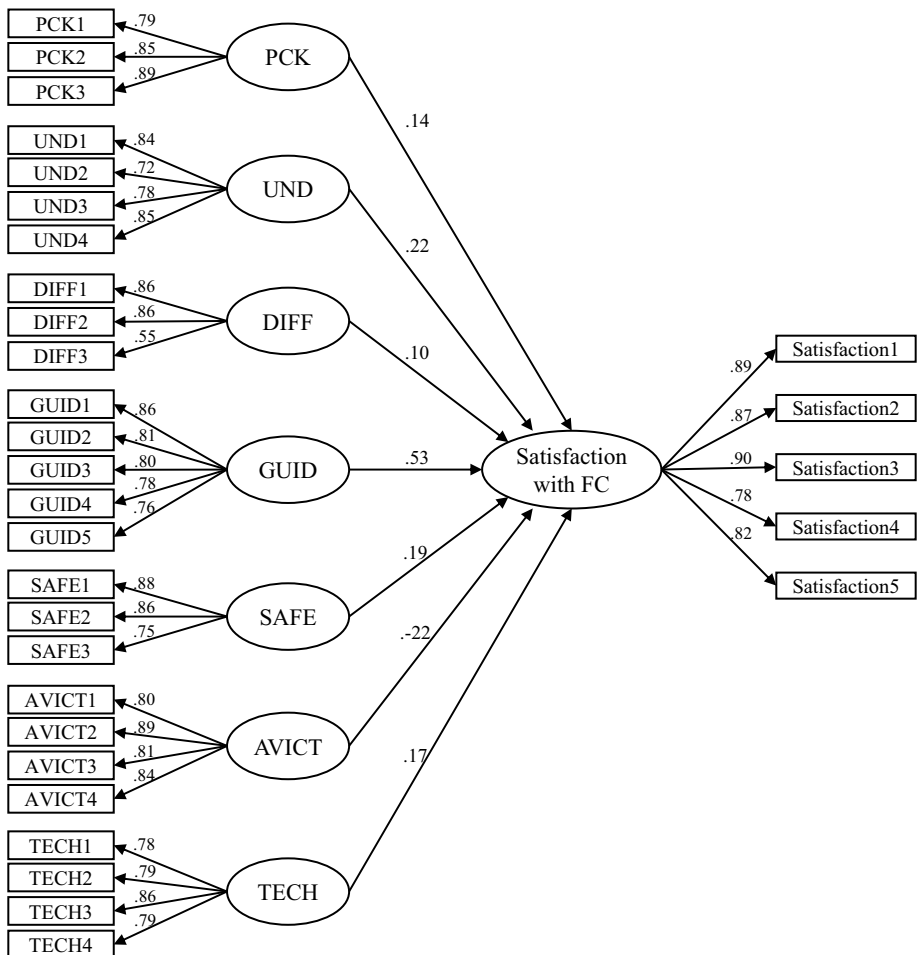 PCK1
PCK2
PCK3
.79
.85
.89
PCK
.14
UND1
UND2
UND3
UND4
.84
.72
.78
.85
UND
.22
DIFF1
DIFF2
DIFF3
.86
.86
.55
DIFF
.10
GUID1
GUID2
GUID3
GUID4
GUID5
.86
.81
.80
.78
.76
GUID
.53
SAFE1
SAFE2
SAFE3
.88
.86
.75
SAFE
.19
AVICT1
AVICT2
AVICT3
AVICT4
.80
.89
.81
.84
AVICT
.-22
TECH1
TECH2
TECH3
TECH4
.78
.79
.86
.79
TECH
.17
Satisfaction
with FC
.89
.87
.90
.78
.82
Satisfaction1
Satisfaction2
Satisfaction3
Satisfaction4
Satisfaction5